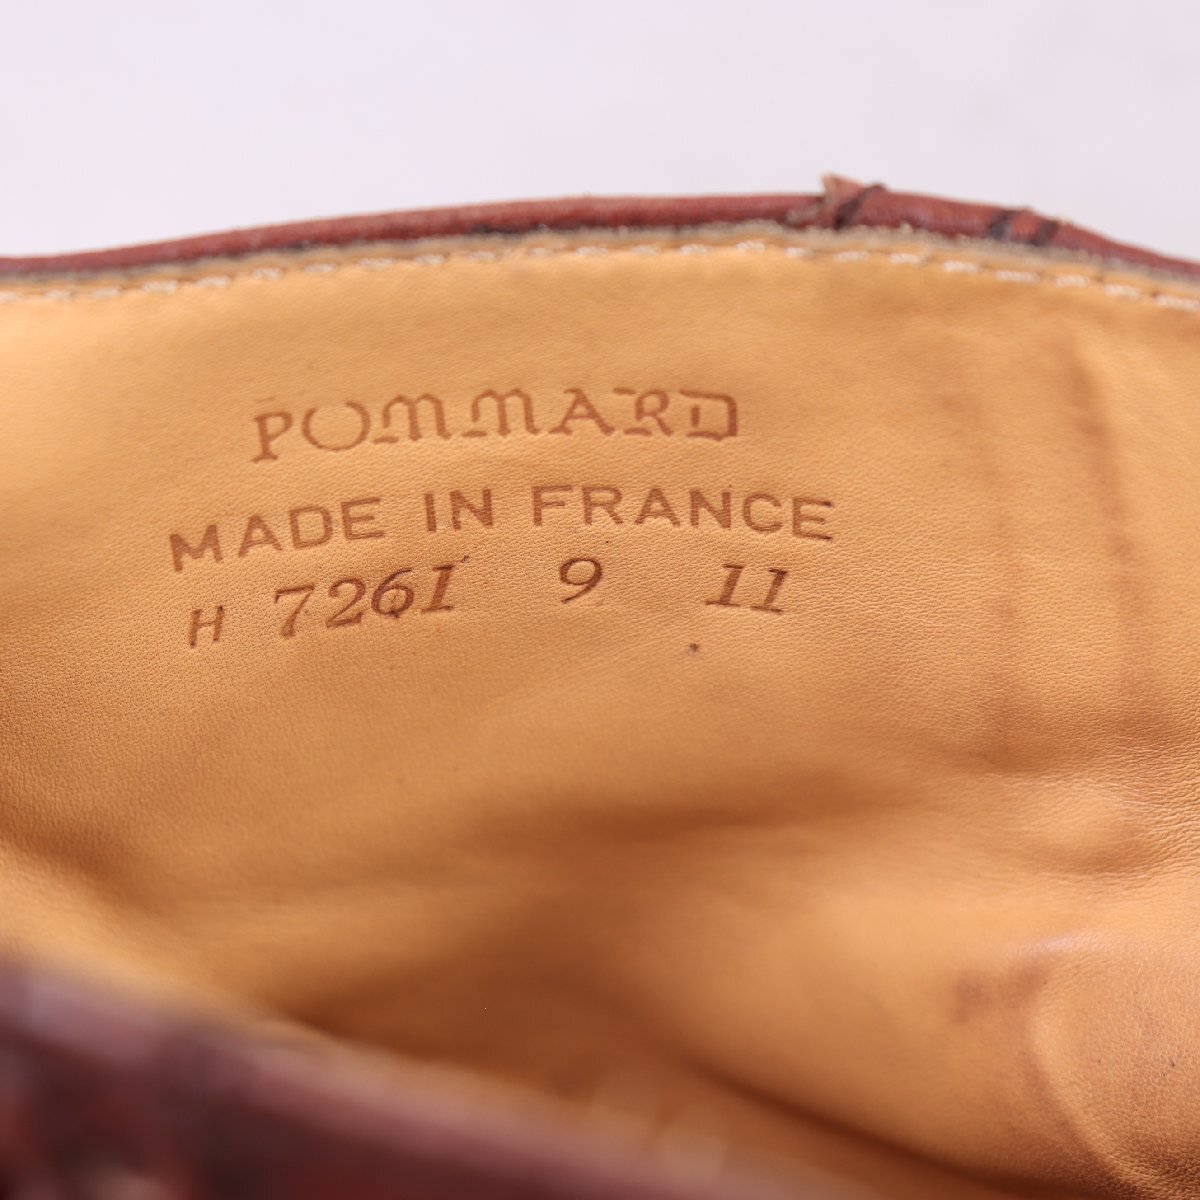 POMMARD
MADE IN FRANCE
H 7261 9 11